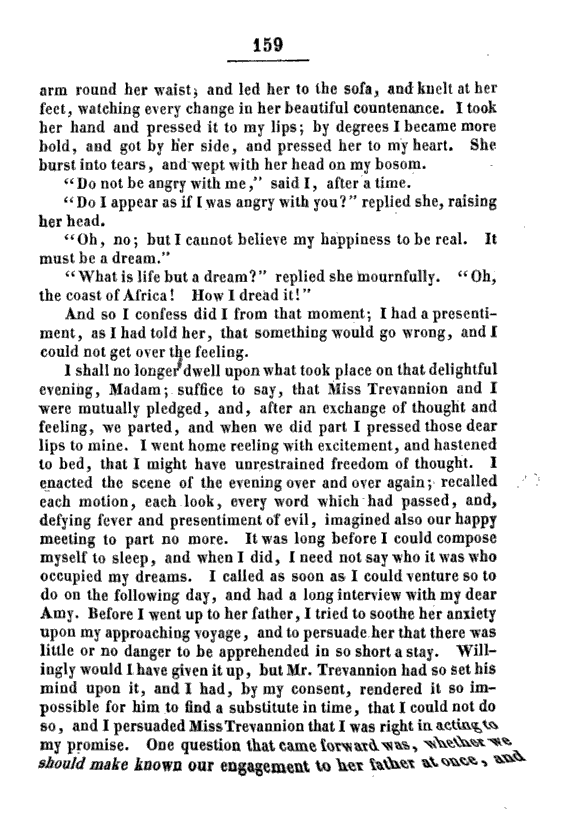 159
arm round her waist; and led her to the sofa, and knelt at her
feet, watching every change in her beautiful countenance. I took
her hand and pressed it to my lips; by degrees I became more
bold, and got by her side, and pressed her to my heart. She
burst into tears, and wept with her head on my bosom.
“Do not be angry with me,” said I, after a time.
“Do I appear as if I was angry with you?” replied she, raising
her head.
“Oh, no; but I cannot believe my happiness to be real. It
must be a dream.”
“What is life but a dream?” replied she mournfully. “Oh,
the coast of Africa! How I dread it!”
And so I confess did I from that moment; I had a presenti-
ment, as I had told her, that something would go wrong, and I
could not get over the feeling.
I shall no longer dwell upon what took place on that delightful
evening, Madam; suffice to say, that Miss Trevannion and I
were mutually pledged, and, after an exchange of thought and
feeling, we parted, and when we did part I pressed those dear
lips to mine. I went home reeling with excitement, and hastened
to bed, that I might have unrestrained freedom of thought. I
enacted the scene of the evening over and over again; recalled
each motion, each look, every word which had passed, and,
defying fever and presentiment of evil, imagined also our happy
meeting to part no more. It was long before I could compose
myself to sleep, and when I did, I need not say who it was who
occupied my dreams. I called as soon as I could venture so to
do on the following day, and had a long interview with my dear
Amy. Before I went up to her father, I tried to soothe her anxiety
upon my approaching voyage, and to persuade her that there was
little or no danger to be apprehended in so short a stay. Will-
ingly would I have given it up, but Mr. Trevannion had so set his
mind upon it, and I had, by my consent, rendered it so im-
possible for him to find a substitute in time, that I could not do
so, and I persuaded Miss Trevannion that I was right in acting to
my promise. One question that came forward was, whether we
should make known our engagement to her father at once, and